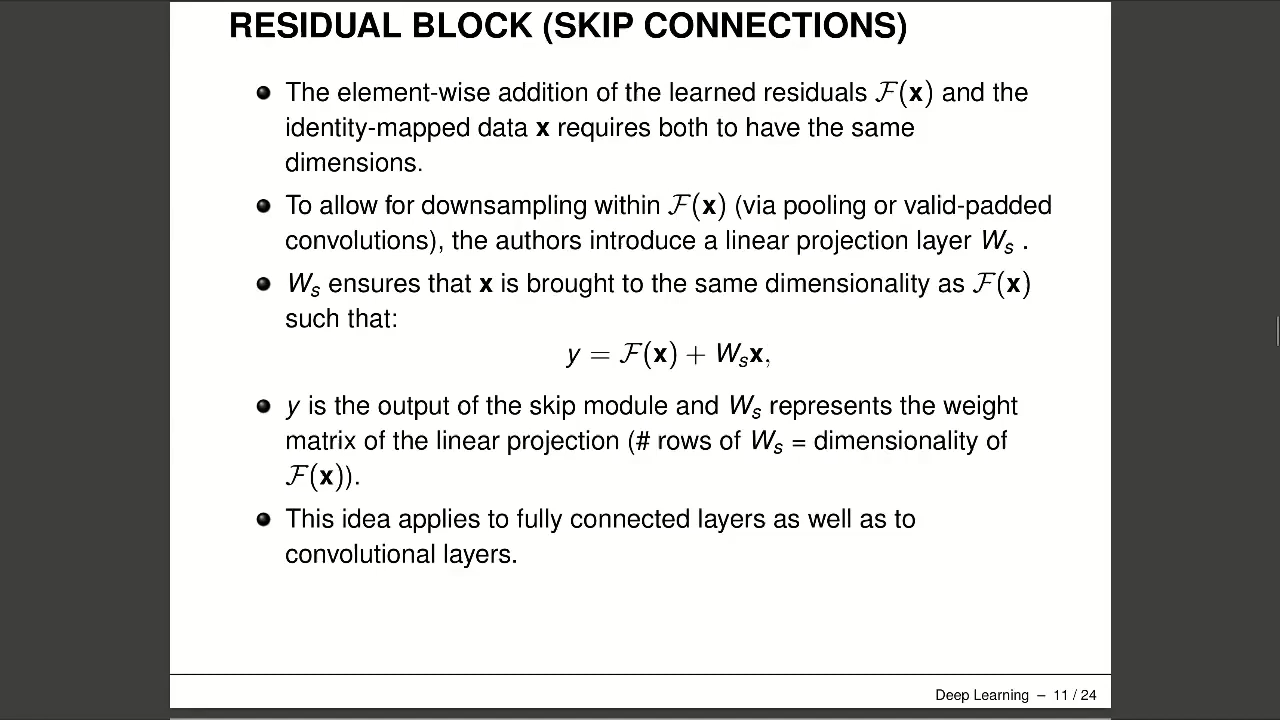 RESIDUAL BLOCK (SKIP CONNECTIONS)
The element-wise addition of the learned residuals ℱ(x) and the
identity-mapped data x requires both to have the same
dimensions.
To allow for downsampling within ℱ(x) (via pooling or valid-padded
convolutions), the authors introduce a linear projection layer Wₛ .
Wₛ ensures that x is brought to the same dimensionality as ℱ(x)
such that:
y = ℱ(x) + Wₛx,
y is the output of the skip module and Wₛ represents the weight
matrix of the linear projection (# rows of Wₛ = dimensionality of
ℱ(x)).
This idea applies to fully connected layers as well as to
convolutional layers.
Deep Learning – 11 / 24